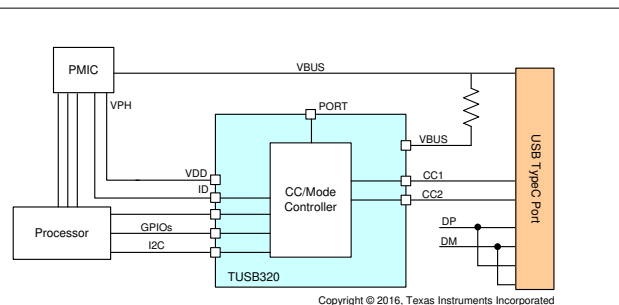 PMIC
VBUS
VPH
PORT
VBUS
VDD
CC1
ID
CC2
CC/Mode
Controller
USB TypeC Port
Processor
GPIOs
I2C
DP
DM
TUSB320
Copyright © 2016, Texas Instruments Incorporated